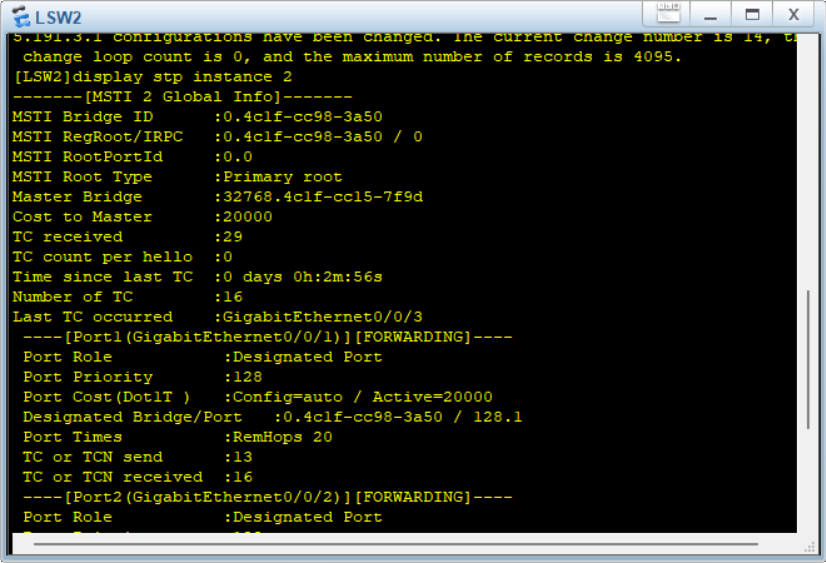 LSW2
5.191.3.1 configurations have been changed. The current change number is 14, th
change loop count is 0, and the maximum number of records is 4095.
[LSW2]display stp instance 2
-------[MSTI 2 Global Info]-------
MSTI Bridge ID      :0.4c1f-cc98-3a50
MSTI RegRoot/IRPC   :0.4c1f-cc98-3a50 / 0
MSTI RootPortId     :0.0
MSTI Root Type      :Primary root
Master Bridge       :32768.4c1f-cc15-7f9d
Cost to Master      :20000
TC received         :29
TC count per hello  :0
Time since last TC  :0 days 0h:2m:56s
Number of TC        :16
Last TC occurred    :GigabitEthernet0/0/3
----[Port1(GigabitEthernet0/0/1)][FORWARDING]----
Port Role           :Designated Port
Port Priority       :128
Port Cost(Dot1T )   :Config=auto / Active=20000
Designated Bridge/Port   :0.4c1f-cc98-3a50 / 128.1
Port Times          :RemHops 20
TC or TCN send      :13
TC or TCN received  :16
----[Port2(GigabitEthernet0/0/2)][FORWARDING]----
Port Role           :Designated Port